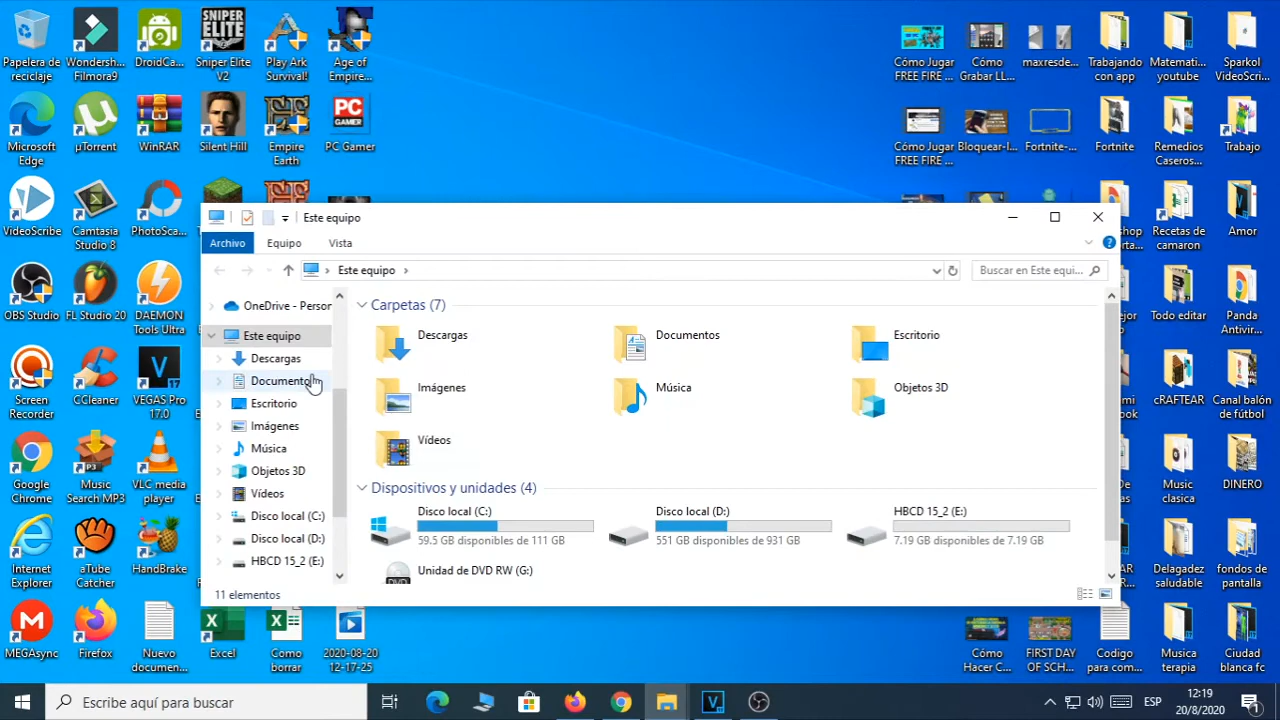 Papelera de
reciclaje
Wondersh...
Filmora9
DroidCa...
SNIPER
ELITE
Sniper Elite
V2
Play Ark
Survival!
Age of
Empire...
Cómo Jugar
FREE FIRE ...
Cómo
Grabar LL...
maxresde...
Trabajando
con app
Matemati...
youtube
Sparkol
VideoScri...
Microsoft
Edge
µTorrent
WinRAR
Silent Hill
Empire
Earth
PC
GAMER
PC Gamer
Cómo Jugar
FREE FIRE ...
Bloquear-l...
Fortnite-...
Fortnite
Remedios
Caseros...
Trabajo
VideoScribe
Camtasia
Studio 8
PhotoSca...
Recetas de
camaron
Amor
OBS Studio
FL Studio 20
DAEMON
Tools Ultra
Todo editar
Panda
Antivir...
Screen
Recorder
CCleaner
VEGAS Pro
17.0
cRAFTEAR
Canal balón
de fútbol
Google
Chrome
Music
Search MP3
VLC media
player
Music
clasica
DINERO
Internet
Explorer
aTube
Catcher
HandBrake
Delagadez
saludable
fondos de
pantalla
MEGAsync
Firefox
Nuevo
documen...
Excel
Como
borrar
2020-08-20
12-17-25
Cómo
Hacer C...
FIRST DAY
OF SCH...
Codigo
para com...
Musica
terapia
Ciudad
blanca fc
Este equipo
Archivo
Equipo
Vista
Este equipo
Buscar en Este equi...
OneDrive - Person
Este equipo
Descargas
Documentos
Escritorio
Imágenes
Música
Objetos 3D
Vídeos
Disco local (C:)
Disco local (D:)
HBCD 15_2 (E:)
Carpetas (7)
Descargas
Documentos
Escritorio
Imágenes
Música
Objetos 3D
Vídeos
Dispositivos y unidades (4)
Disco local (C:)
59.5 GB disponibles de 111 GB
Disco local (D:)
551 GB disponibles de 931 GB
HBCD 15_2 (E:)
7.19 GB disponibles de 7.19 GB
Unidad de DVD RW (G:)
DVD
11 elementos
Escribe aquí para buscar
ESP
12:19
20/8/2020